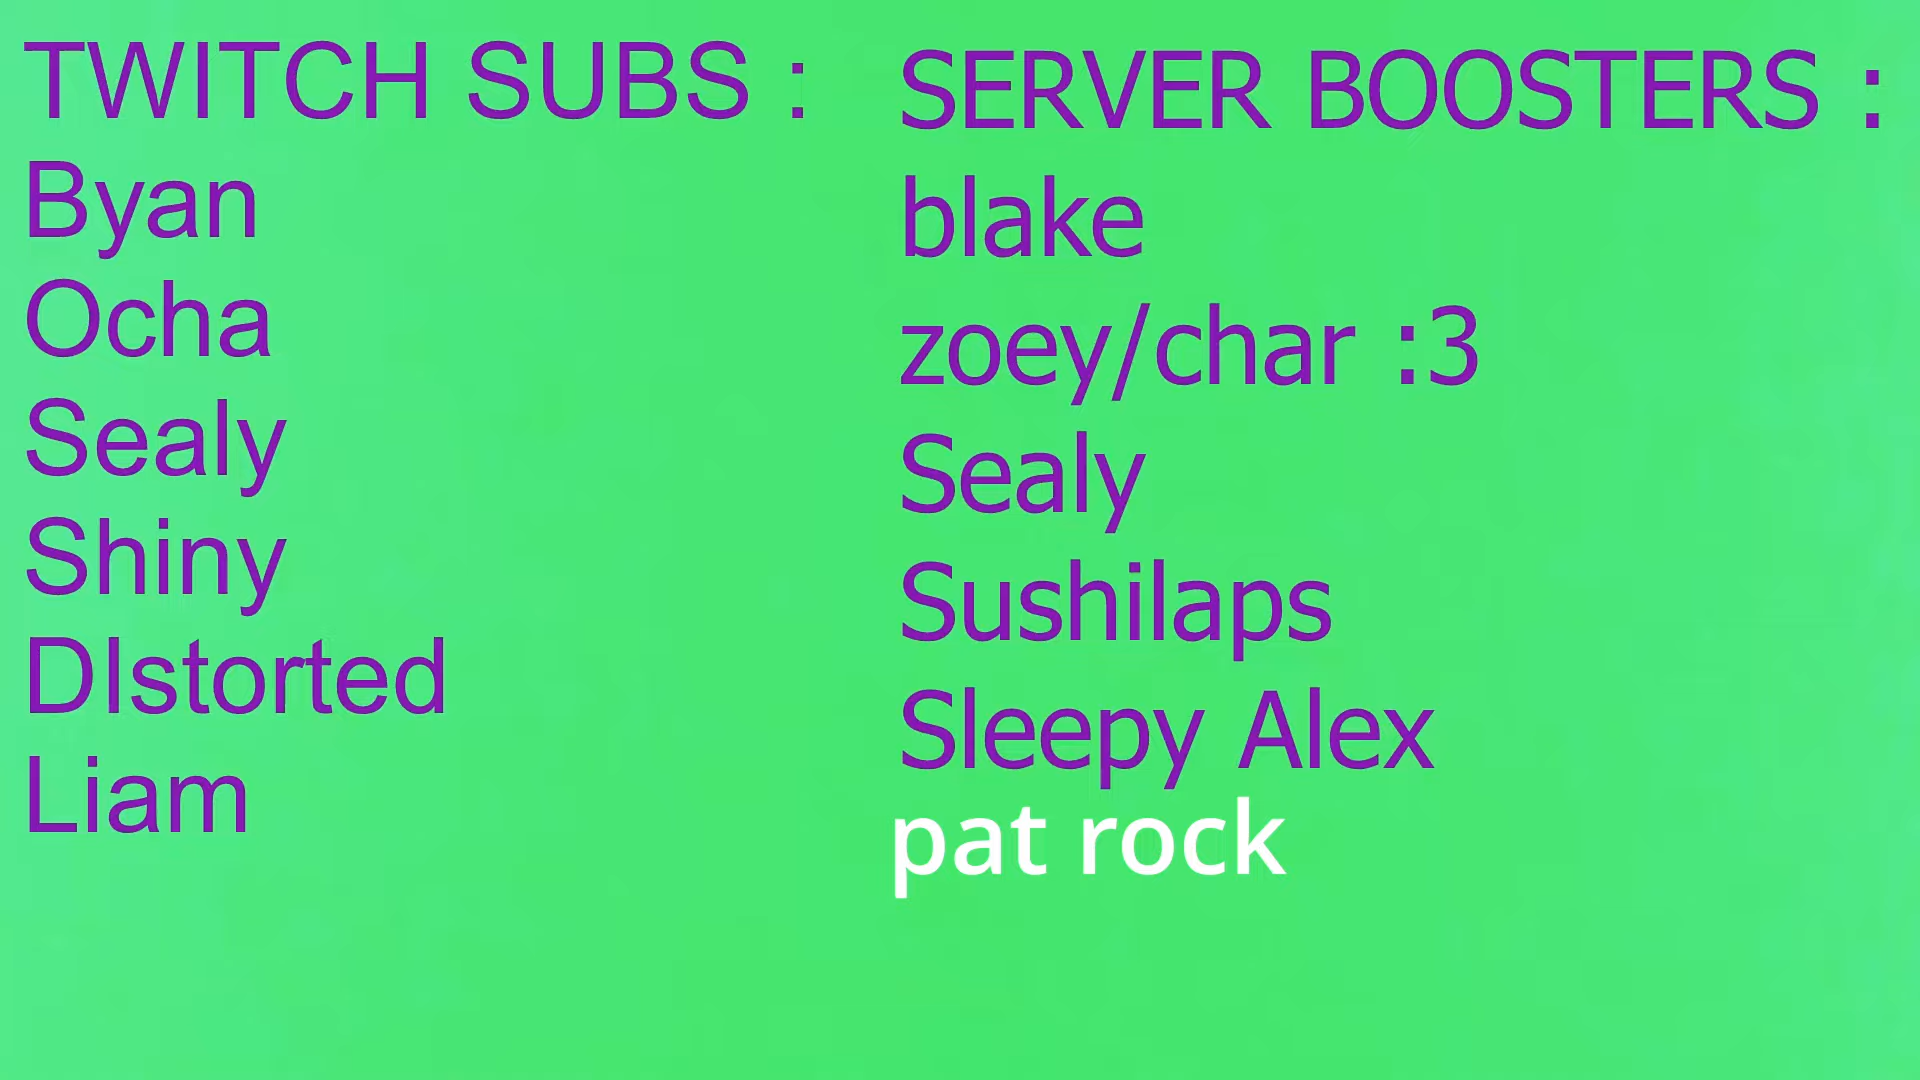 TWITCH SUBS :
Byan
Ocha
Sealy
Shiny
DIstorted
Liam
SERVER BOOSTERS :
blake
zoey/char :3
Sealy
Sushilaps
Sleepy Alex
pat rock